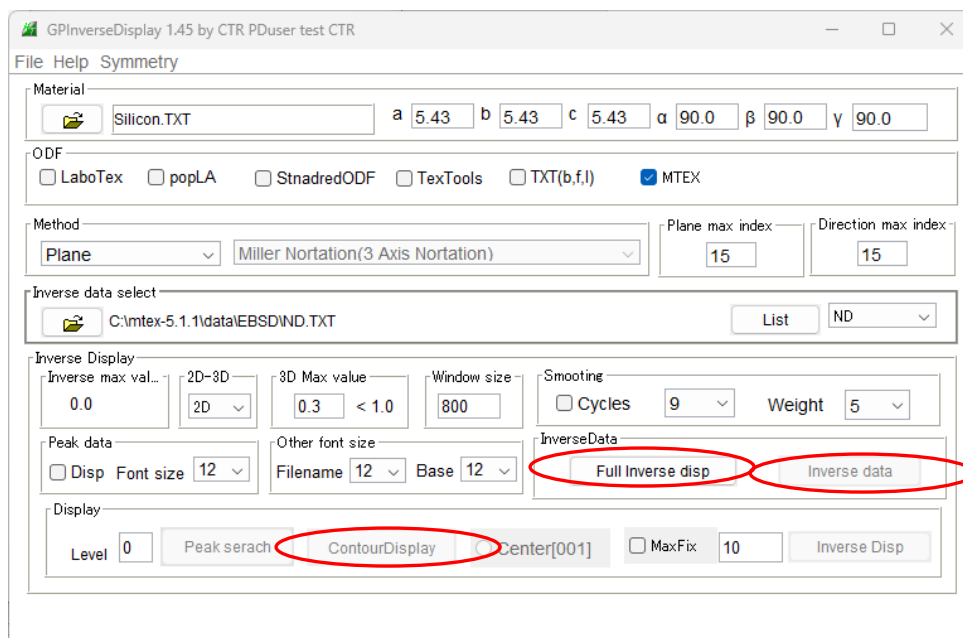 GPInverseDisplay 1.45 by CTR PDuser test CTR
File Help Symmetry
Material
Silicon.TXT a 5.43 b 5.43 c 5.43 α 90.0 β 90.0 γ 90.0
ODF
LaboTex popLA StnadredODF TexTools TXT(b,f,l) MTEX
Method Plane max index Direction max index
Plane Miller Nortation(3 Axis Nortation) 15 15
Inverse data select
C:\mtex-5.1.1\data\EBSD\ND.TXT List ND
Inverse Display
Inverse max val... 2D-3D 3D Max value Window size Smooting
0.0 2D 0.3 < 1.0 800 Cycles 9 Weight 5
Peak data Other font size InverseData
Disp Font size 12 Filename 12 Base 12 Full Inverse disp Inverse data
Display
Level 0 Peak serach ContourDisplay Center[001] MaxFix 10 Inverse Disp